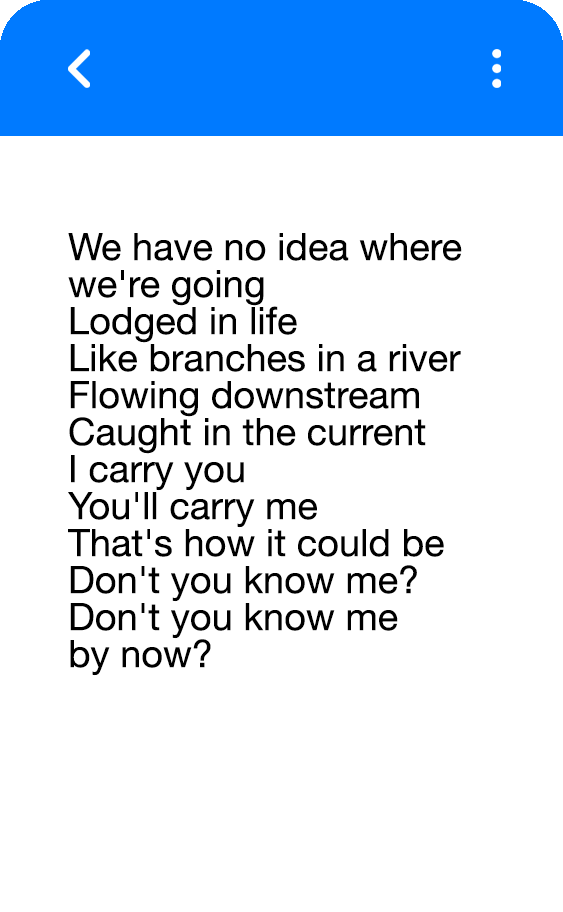 We have no idea where
we're going
Lodged in life
Like branches in a river
Flowing downstream
Caught in the current
I carry you
You'll carry me
That's how it could be
Don't you know me?
Don't you know me
by now?